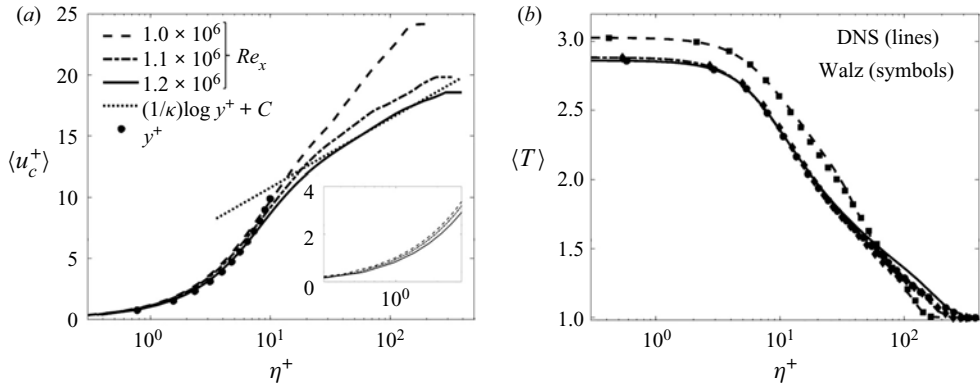 (a)
25
20
15
10
5
0
⟨u_c^+⟩
1.0 × 10^6
1.1 × 10^6
1.2 × 10^6
Re_x
(1/κ)log y^+ + C
y^+
4
2
0
10^0
10^0
10^1
10^2
η^+
(b)
3.0
2.5
2.0
1.5
1.0
⟨T⟩
DNS (lines)
Walz (symbols)
10^0
10^1
10^2
η^+